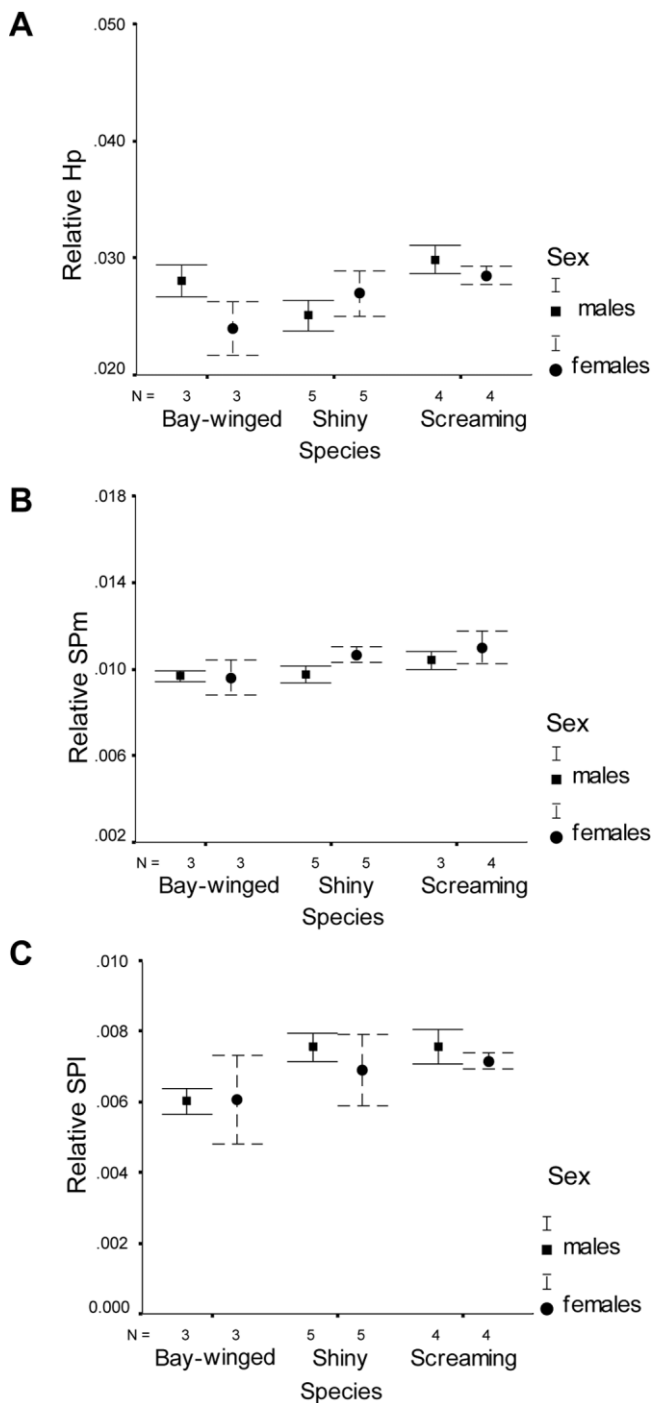 A
.050
.040
Relative Hp
.030
.020
Sex
males
females
N = 3 3 5 5 4 4
Bay-winged Shiny Screaming
Species
B
.018
.014
Relative SPm
.010
.006
.002
Sex
males
females
N = 3 3 5 5 3 4
Bay-winged Shiny Screaming
Species
C
.010
.008
Relative SPl
.006
.004
.002
0.000
Sex
males
females
N = 3 3 5 5 4 4
Bay-winged Shiny Screaming
Species